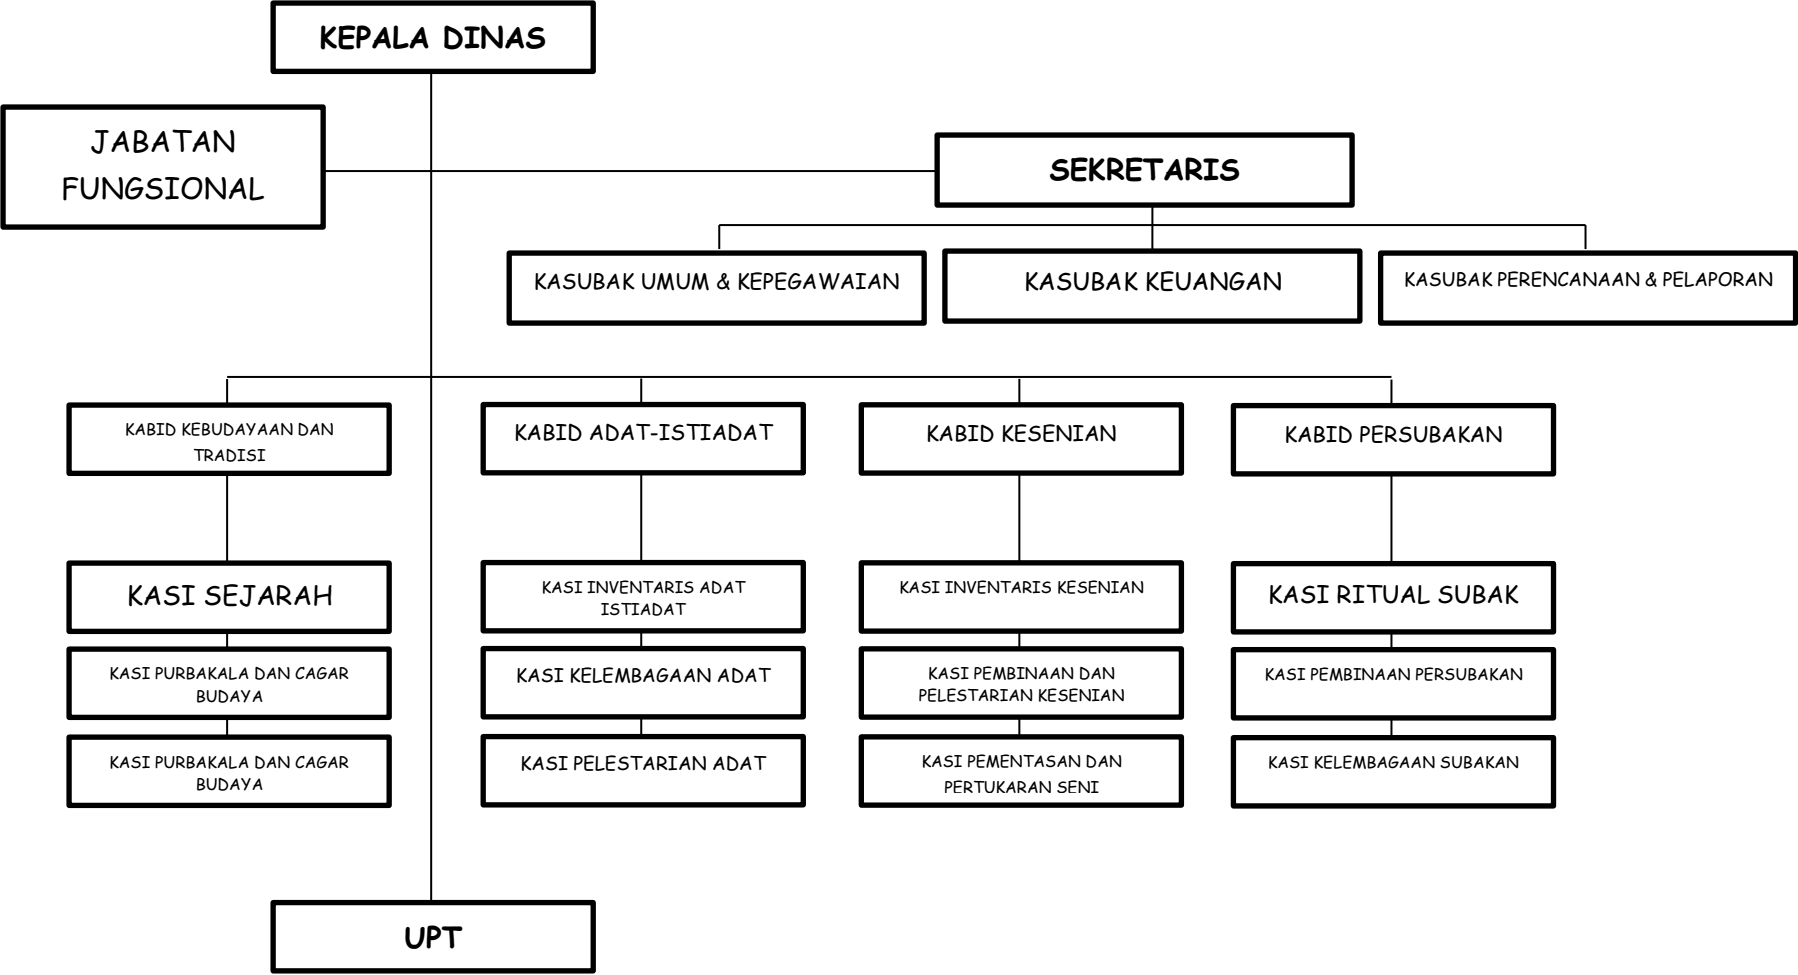 KEPALA DINAS
JABATAN
FUNGSIONAL
SEKRETARIS
KASUBAK UMUM & KEPEGAWAIAN
KASUBAK KEUANGAN
KASUBAK PERENCANAAN & PELAPORAN
KABID KEBUDAYAAN DAN
TRADISI
KABID ADAT-ISTIADAT
KABID KESENIAN
KABID PERSUBAKAN
KASI SEJARAH
KASI INVENTARIS ADAT
ISTIADAT
KASI INVENTARIS KESENIAN
KASI RITUAL SUBAK
KASI PURBAKALA DAN CAGAR
BUDAYA
KASI KELEMBAGAAN ADAT
KASI PEMBINAAN DAN
PELESTARIAN KESENIAN
KASI PEMBINAAN PERSUBAKAN
KASI PURBAKALA DAN CAGAR
BUDAYA
KASI PELESTARIAN ADAT
KASI PEMENTASAN DAN
PERTUKARAN SENI
KASI KELEMBAGAAN SUBAKAN
UPT